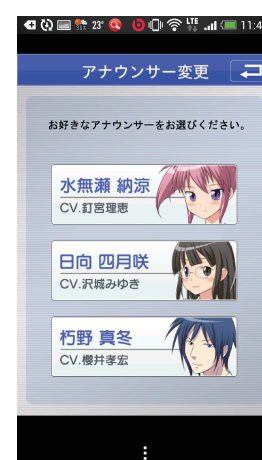 23° LTE 11:4
アナウンサー変更
お好きなアナウンサーをお選びください。
水無瀬 納涼
CV.釘宮理恵
日向 四月咲
CV.沢城みゆき
朽野 真冬
CV.櫻井孝宏